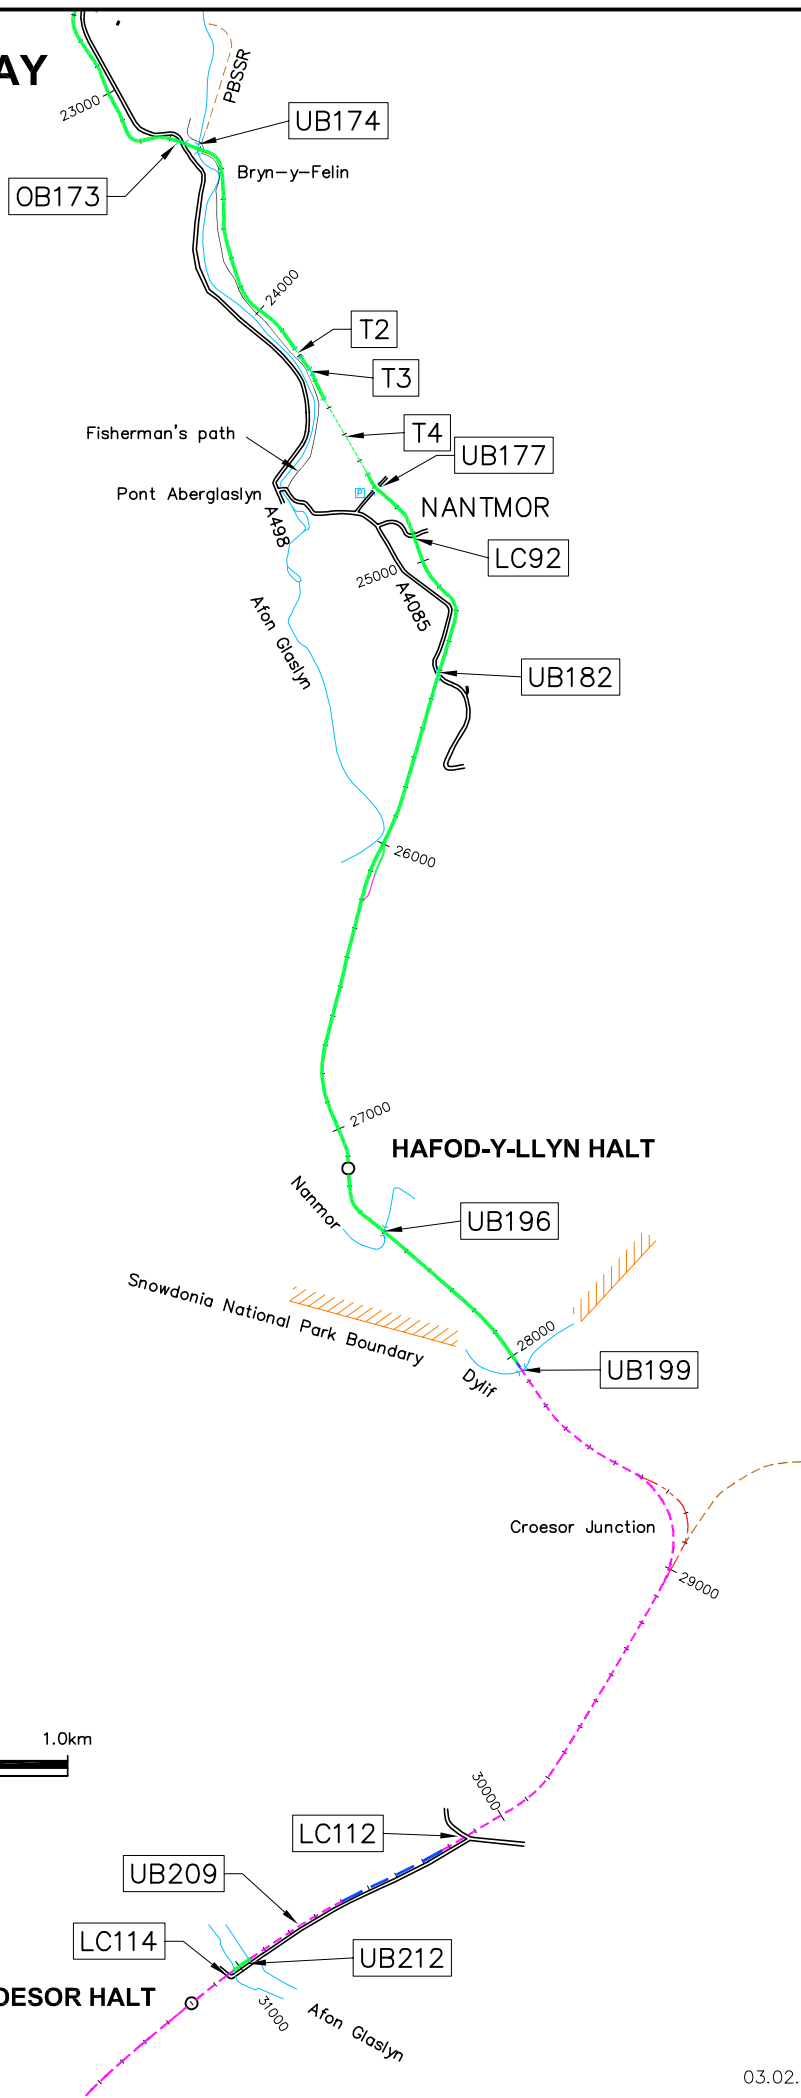 AY
PBSSR
23000
UB174
OB173
Bryn-y-Felin
24000
T2
T3
Fisherman's path
T4
UB177
Pont Aberglaslyn
P
NANTMOR
A498
LC92
25000
A4085
Afon Glaslyn
UB182
26000
27000
HAFOD-Y-LLYN HALT
Nanmor
UB196
Snowdonia National Park Boundary
28000
UB199
Dylif
Croesor Junction
29000
1.0km
30000
LC112
UB209
LC114
UB212
OESOR HALT
31000
Afon Glaslyn
03.02.